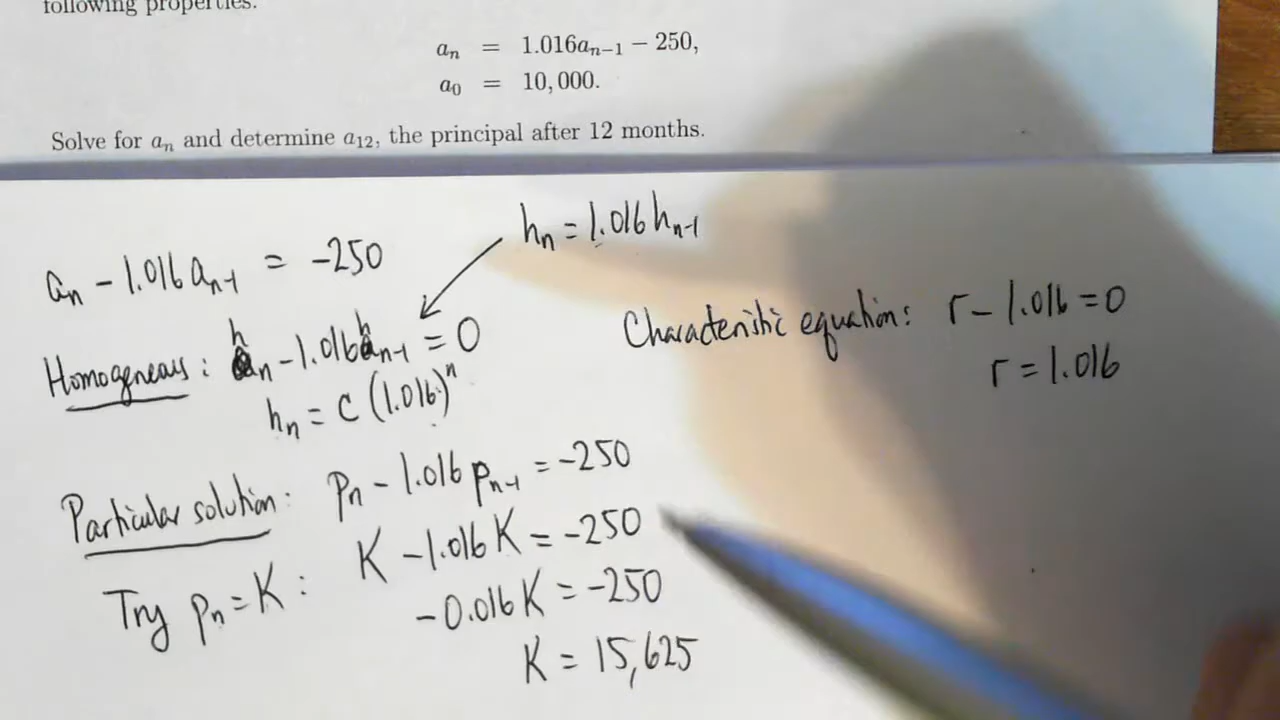 following properties.
aₙ = 1.016aₙ₋₁ − 250,
a₀ = 10,000.
Solve for aₙ and determine a₁₂, the principal after 12 months.
hₙ = 1.016 hₙ₋₁
aₙ − 1.016 aₙ₋₁ = −250
Homogeneous : hₙ − 1.016 hₙ₋₁ = 0
hₙ = C (1.016)ⁿ
Characteristic equation: r − 1.016 = 0
r = 1.016
Particular solution: pₙ − 1.016 pₙ₋₁ = −250
Try pₙ = K : K − 1.016 K = −250
−0.016 K = −250
K = 15,625